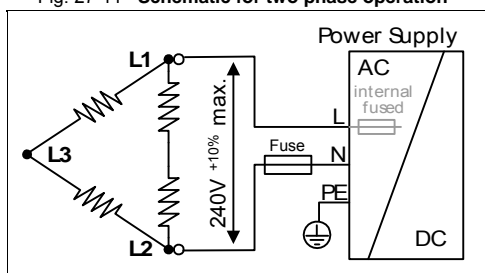 Fig. 27-11 Schematic for two phase operation
Power Supply
AC
internal
fused
L1
L
240V +10% max.
Fuse
N
L3
PE
L2
DC